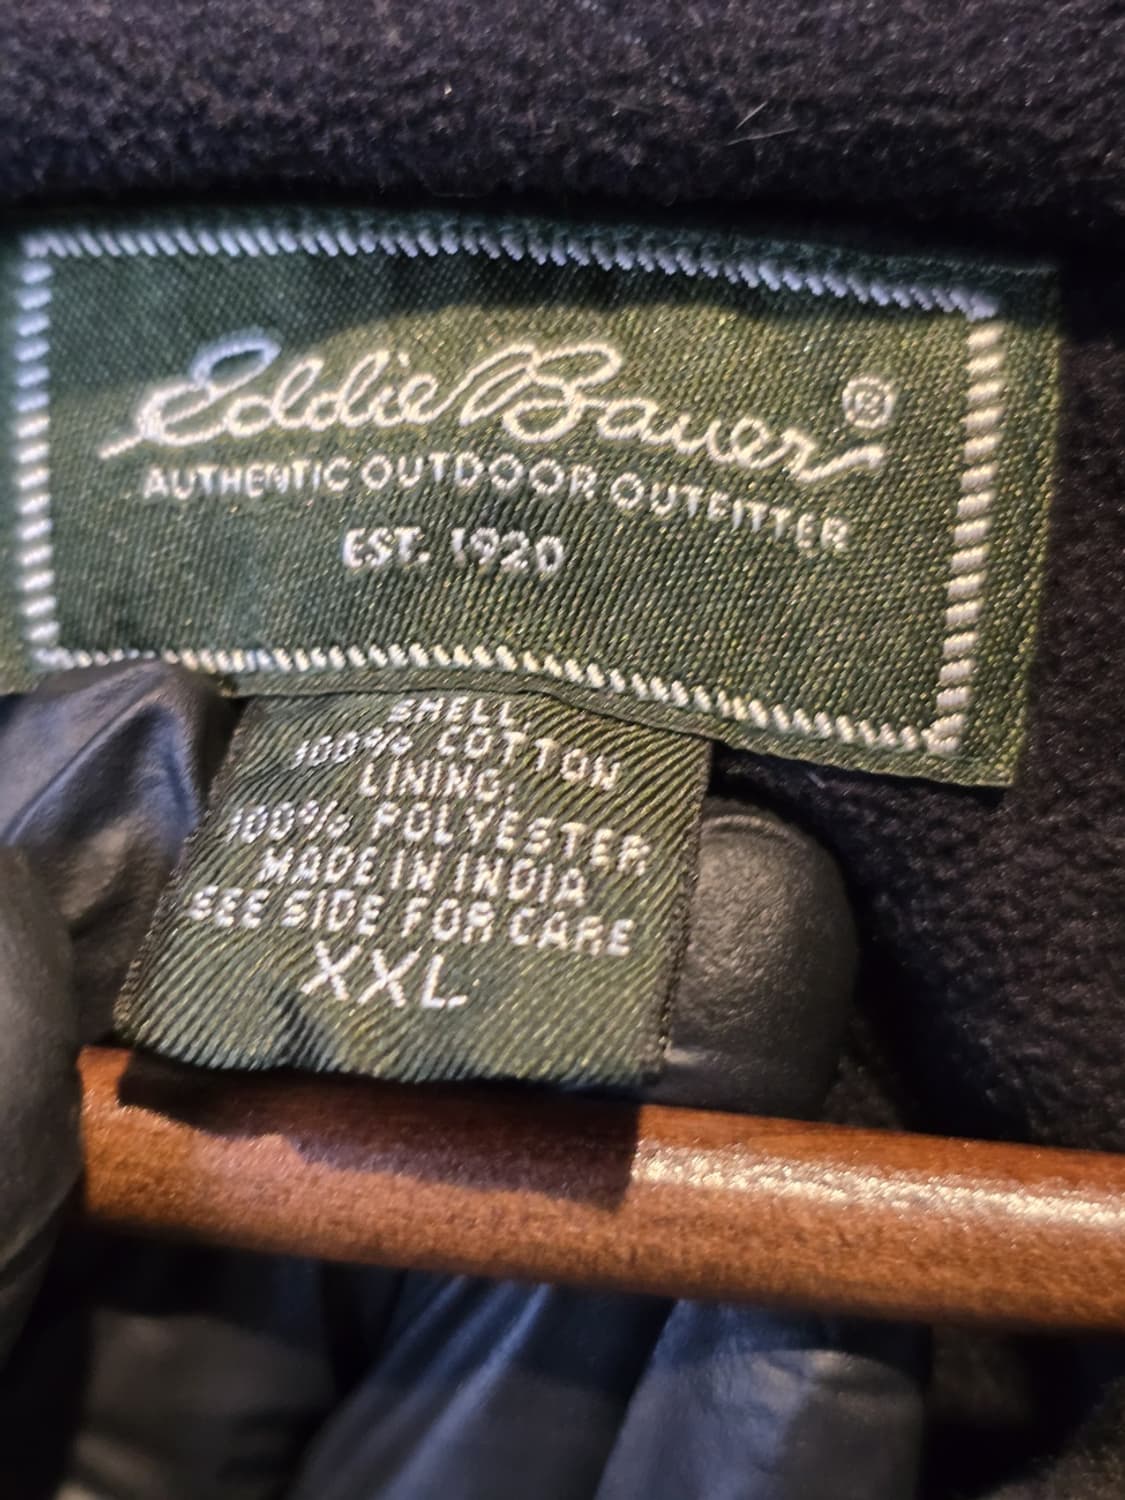 Eddie Bauer®
AUTHENTIC OUTDOOR OUTFITTER
EST. 1920
SHELL,
100% COTTON
LINING,
100% POLYESTER
MADE IN INDIA
SEE SIDE FOR CARE
XXL